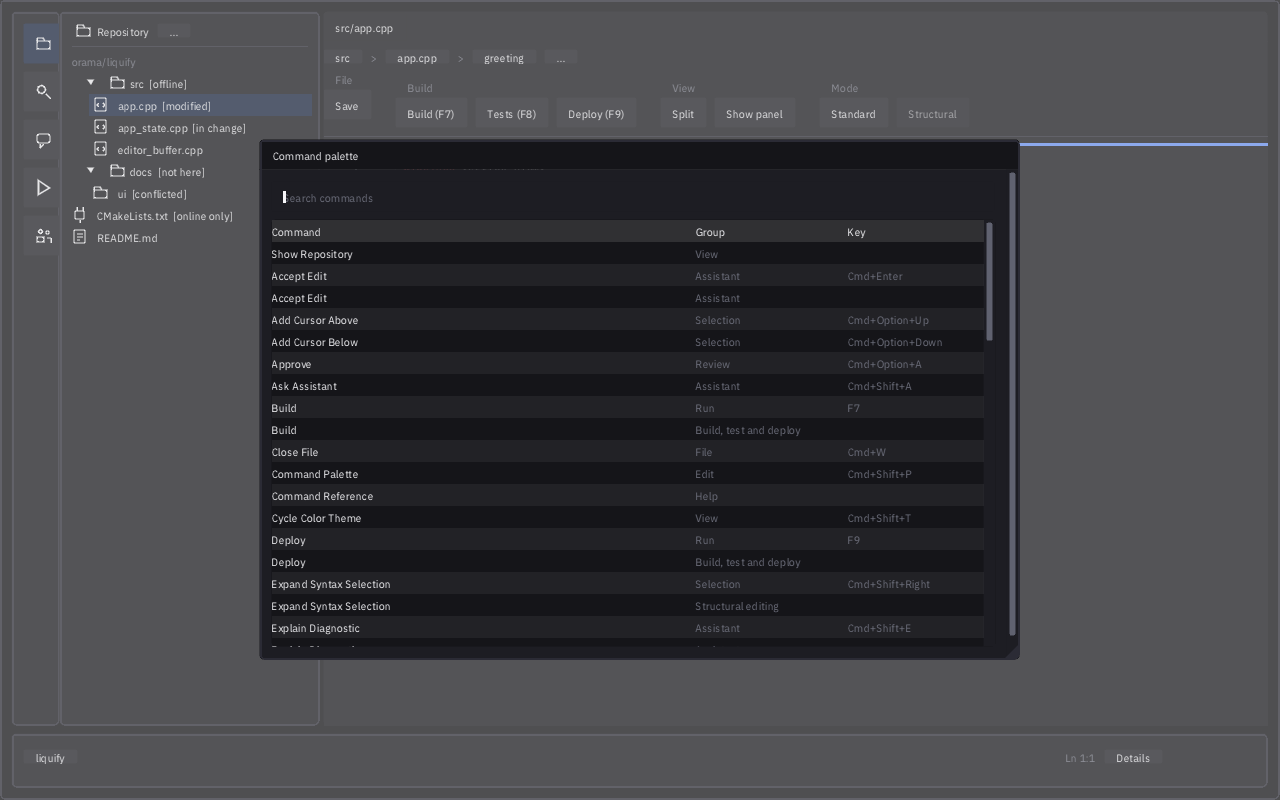 Repository ...
orama/liquify
src [offline]
app.cpp [modified]
app_state.cpp [in change]
editor_buffer.cpp
docs [not here]
ui [conflicted]
CMakeLists.txt [online only]
README.md
src/app.cpp
src > app.cpp > greeting ...
File Build View Mode
Save Build (F7) Tests (F8) Deploy (F9) Split Show panel Standard Structural
Command palette
Search commands
Command Group Key
Show Repository View
Accept Edit Assistant Cmd+Enter
Accept Edit Assistant
Add Cursor Above Selection Cmd+Option+Up
Add Cursor Below Selection Cmd+Option+Down
Approve Review Cmd+Option+A
Ask Assistant Assistant Cmd+Shift+A
Build Run F7
Build Build, test and deploy
Close File File Cmd+W
Command Palette Edit Cmd+Shift+P
Command Reference Help
Cycle Color Theme View Cmd+Shift+T
Deploy Run F9
Deploy Build, test and deploy
Expand Syntax Selection Selection Cmd+Shift+Right
Expand Syntax Selection Structural editing
Explain Diagnostic Assistant Cmd+Shift+E
liquify Ln 1:1 Details